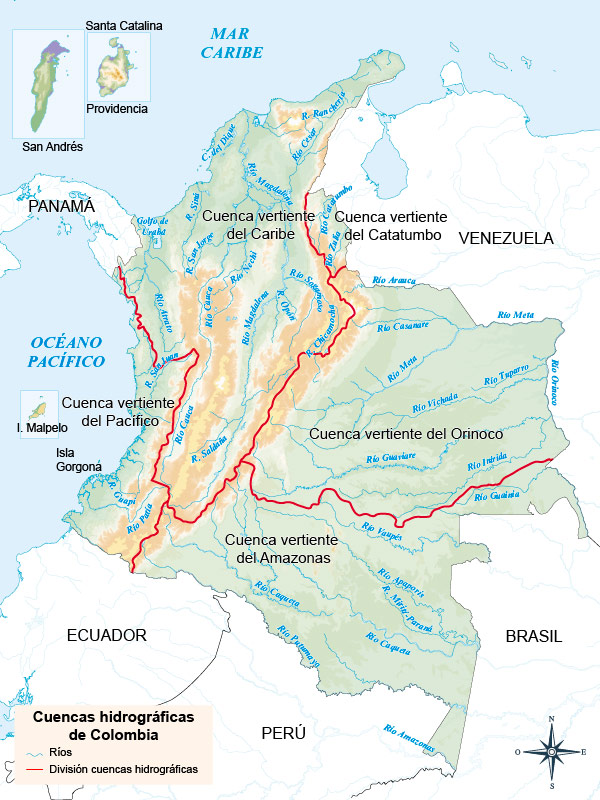 Santa Catalina
Providencia
San Andrés
MAR
CARIBE
R. Ranchería
Río Cesar
C. del Dique
Río Magdalena
R. Sinú
PANAMÁ
Golfo de
Urabá
Cuenca vertiente
del Caribe
Río Catatumbo
Cuenca vertiente
del Catatumbo
VENEZUELA
Río Zulia
R. San Jorge
Río Nechí
Río Arauca
Río Cauca
Río Sogamoso
R. Opón
Río Magdalena
Río Atrato
R. Chicamocha
Río Meta
Río Casanare
OCÉANO
PACÍFICO
R. San Juan
Río Meta
Río Tuparro
Río Orinoco
I. Malpelo
Cuenca vertiente
del Pacífico
Río Cauca
Río Vichada
Isla
Gorgona
R. Saldaña
Cuenca vertiente del Orinoco
Río Guaviare
Río Inírida
R. Guapi
Río Guainía
Río Patía
Río Vaupés
Cuenca vertiente
del Amazonas
Río Apaporis
Río Caquetá
R. Mirití-Paraná
ECUADOR
Río Putumayo
Río Caqueta
BRASIL
PERÚ
Río Amazonas
Cuencas hidrográficas
de Colombia
Ríos
División cuencas hidrográficas
N
O
E
S